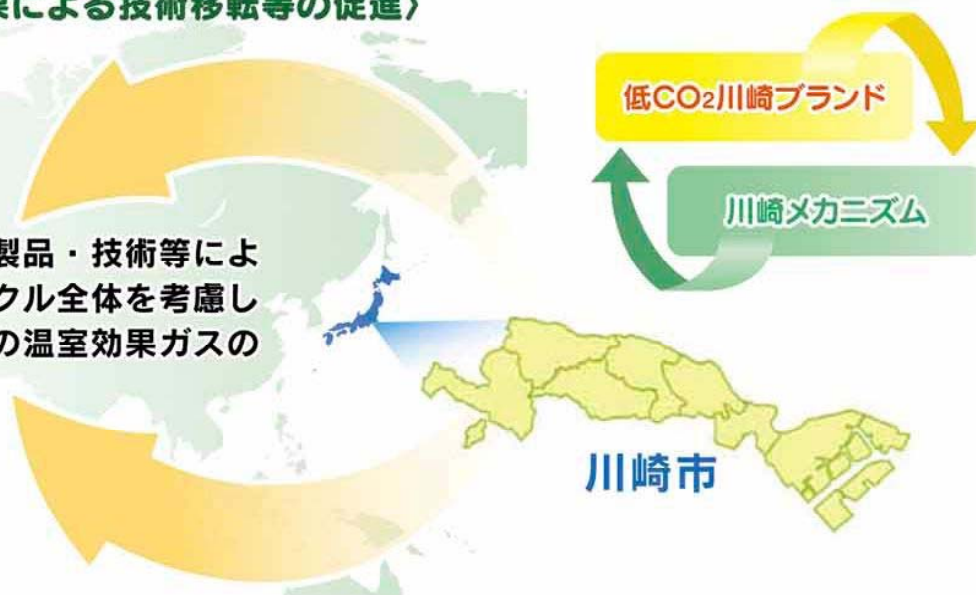 による技術移転等の促進〉
低CO₂川崎ブランド
川崎メカニズム
製品・技術等によ
クル全体を考慮し
の温室効果ガスの
川崎市